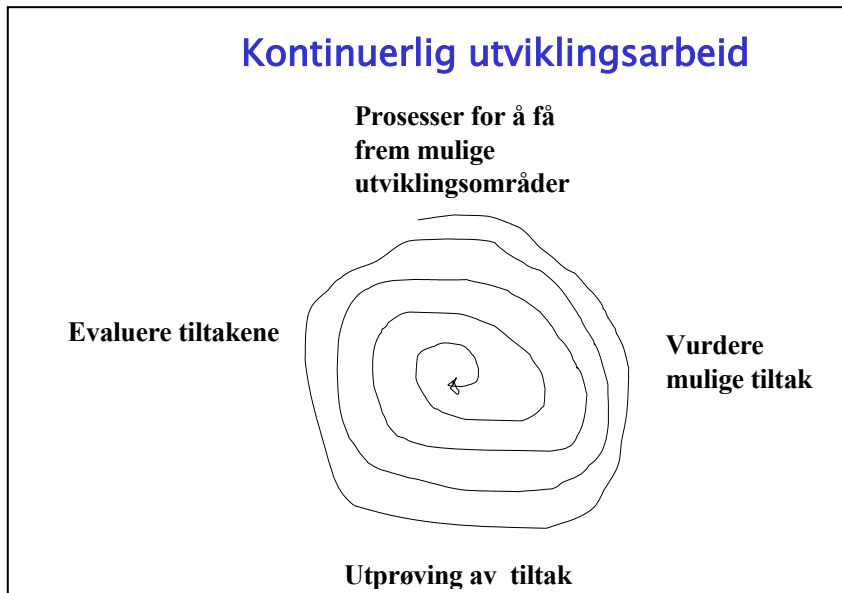 Kontinuerlig utviklingsarbeid
Prosesser for å få
frem mulige
utviklingsområder
Evaluere tiltakene
Vurdere
mulige tiltak
Utprøving av tiltak